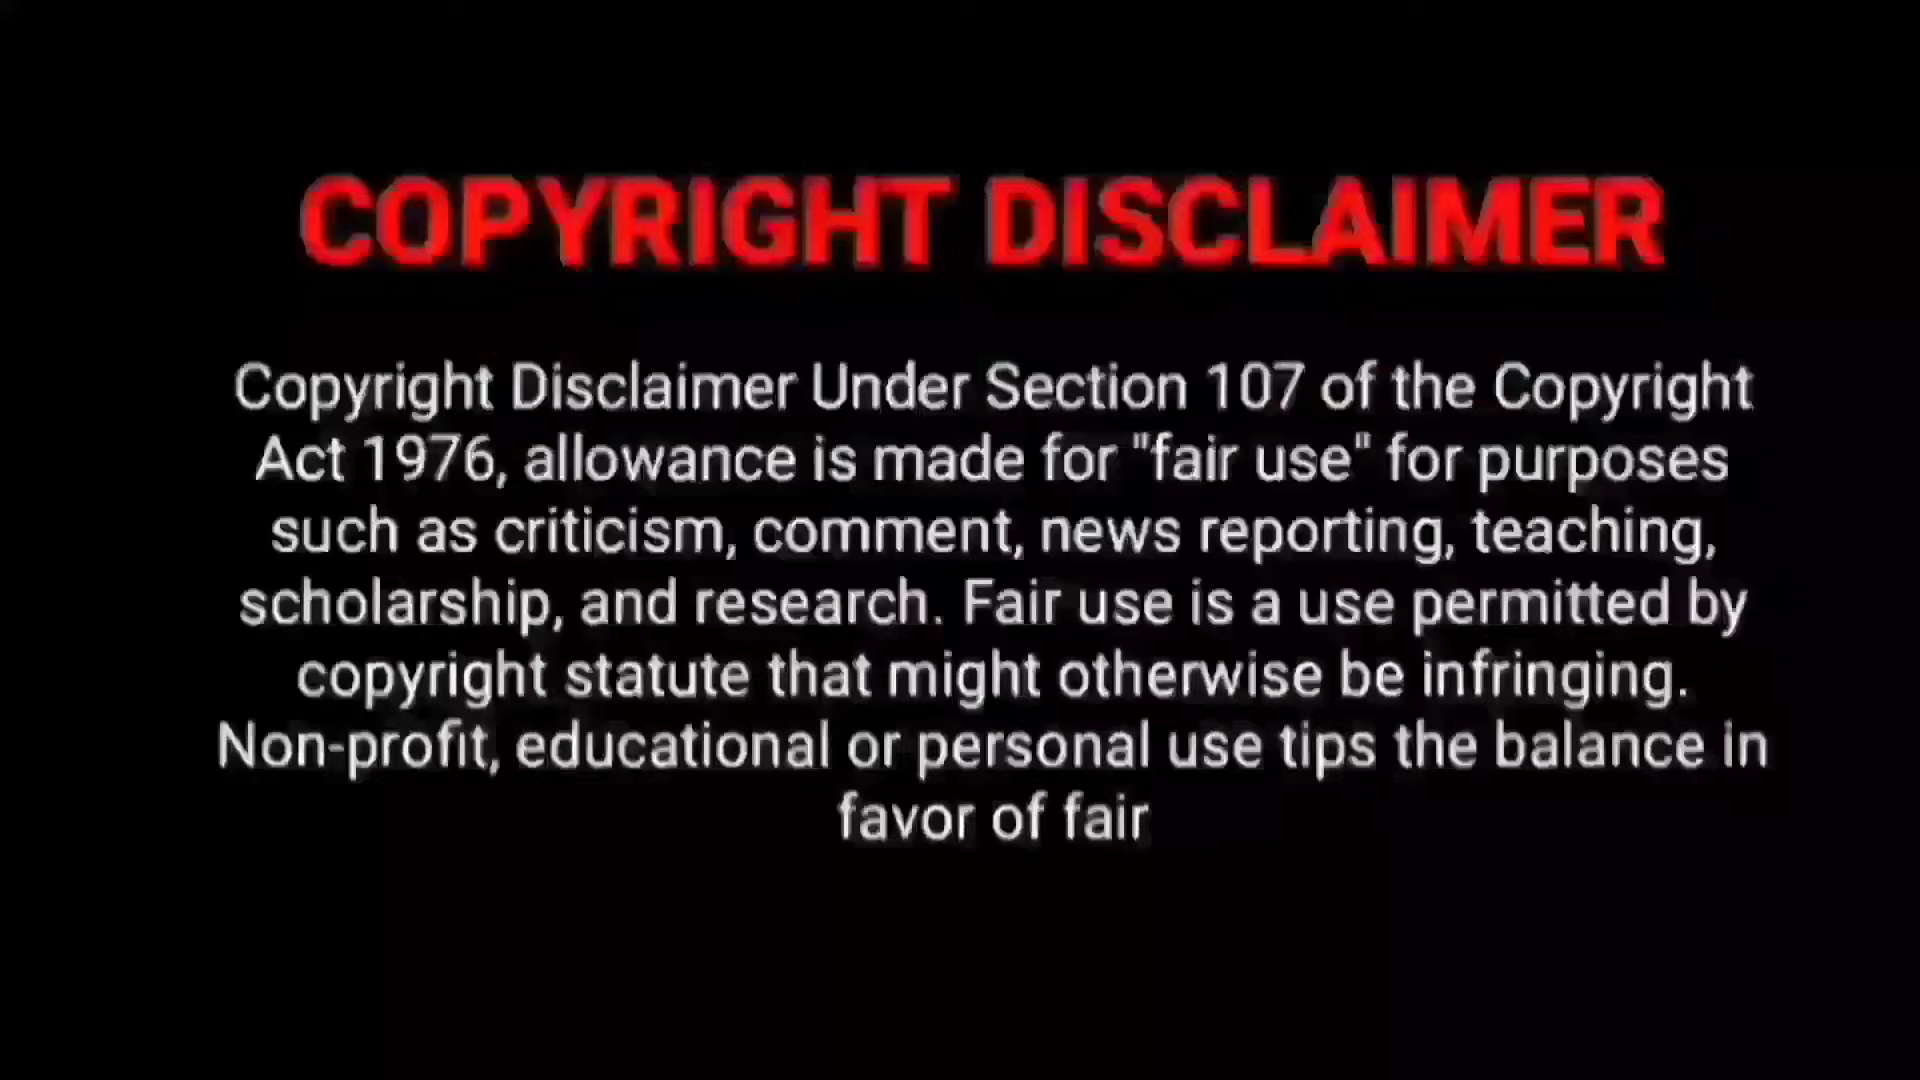 COPYRIGHT DISCLAIMER
Copyright Disclaimer Under Section 107 of the Copyright
Act 1976, allowance is made for "fair use" for purposes
such as criticism, comment, news reporting, teaching,
scholarship, and research. Fair use is a use permitted by
copyright statute that might otherwise be infringing.
Non-profit, educational or personal use tips the balance in
favor of fair